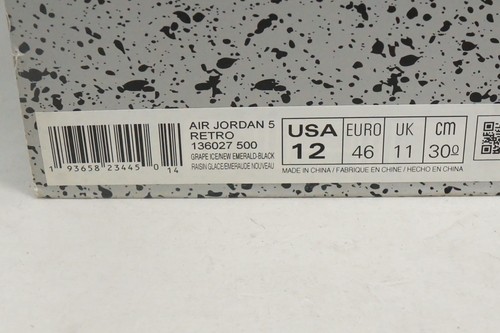 AIR JORDAN 5
RETRO
136027 500
GRAPE ICE/NEW EMERALD-BLACK
RAISIN GLACE/EMERAUDE NOUVEAU
1 93658 23445 0
14
USA EURO UK cm
12 46 11 30.0
MADE IN CHINA / FABRIQUE EN CHINE / HECHO EN CHINA